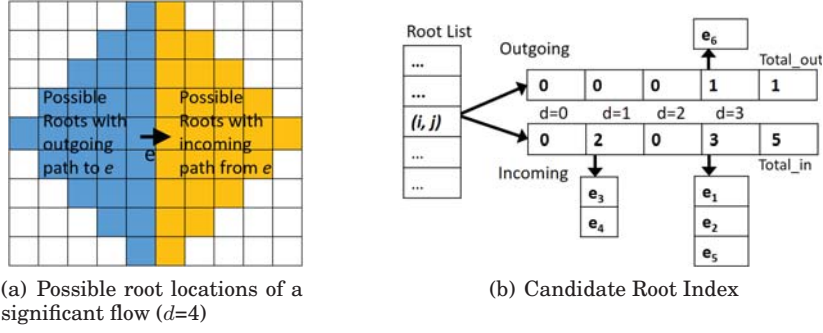 Possible
Roots with
outgoing
path to e
Possible
Roots with
incoming
path from e
e
(a) Possible root locations of a
significant flow (d=4)
Root List
...
...
(i, j)
...
...
Outgoing
e6
Total_out
0 0 0 1 1
d=0 d=1 d=2 d=3
0 2 0 3 5
Incoming
Total_in
e3
e4
e1
e2
e5
(b) Candidate Root Index